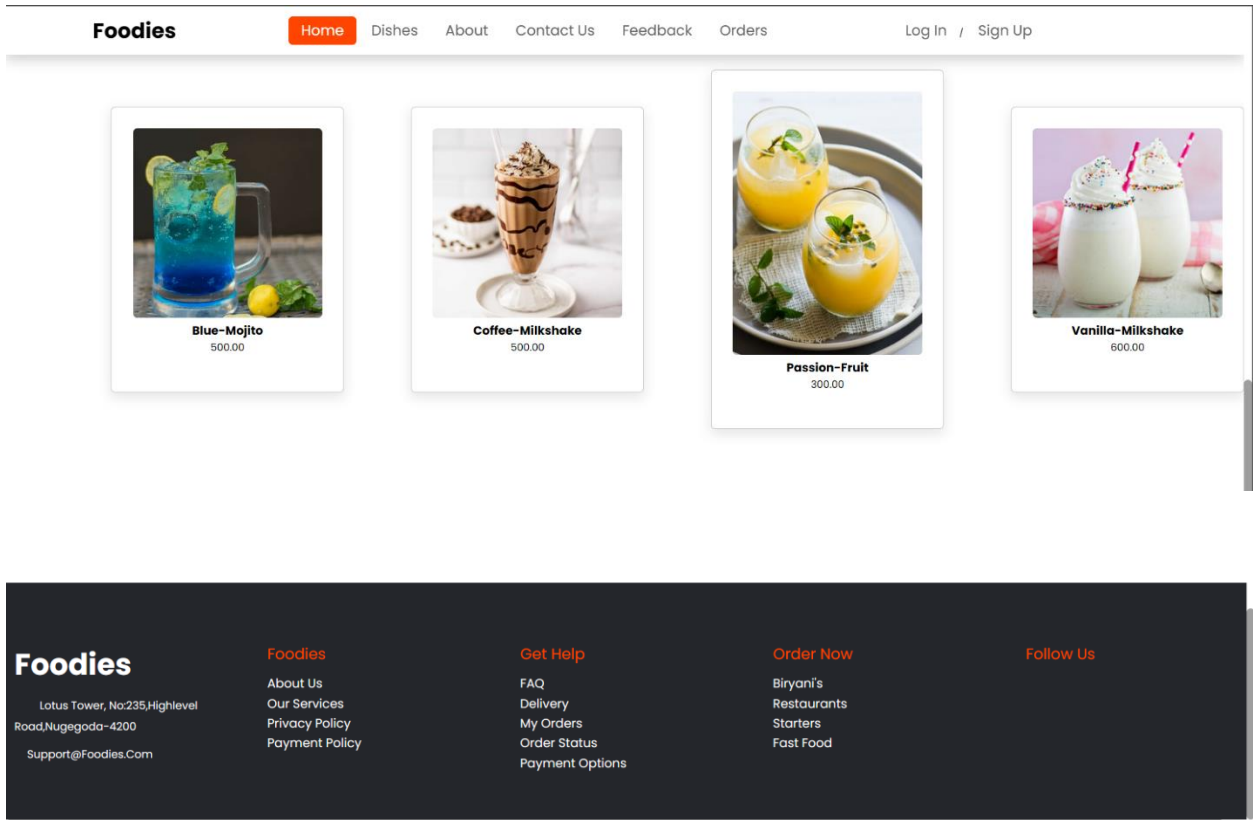 Foodies Home Dishes About Contact Us Feedback Orders Log In / Sign Up
Blue-Mojito
500.00
Coffee-Milkshake
500.00
Passion-Fruit
300.00
Vanilla-Milkshake
600.00
Foodies
Lotus Tower, No:235,Highlevel
Road,Nugegoda-4200
Support@Foodies.Com
Foodies
About Us
Our Services
Privacy Policy
Payment Policy
Get Help
FAQ
Delivery
My Orders
Order Status
Payment Options
Order Now
Biryani's
Restaurants
Starters
Fast Food
Follow Us